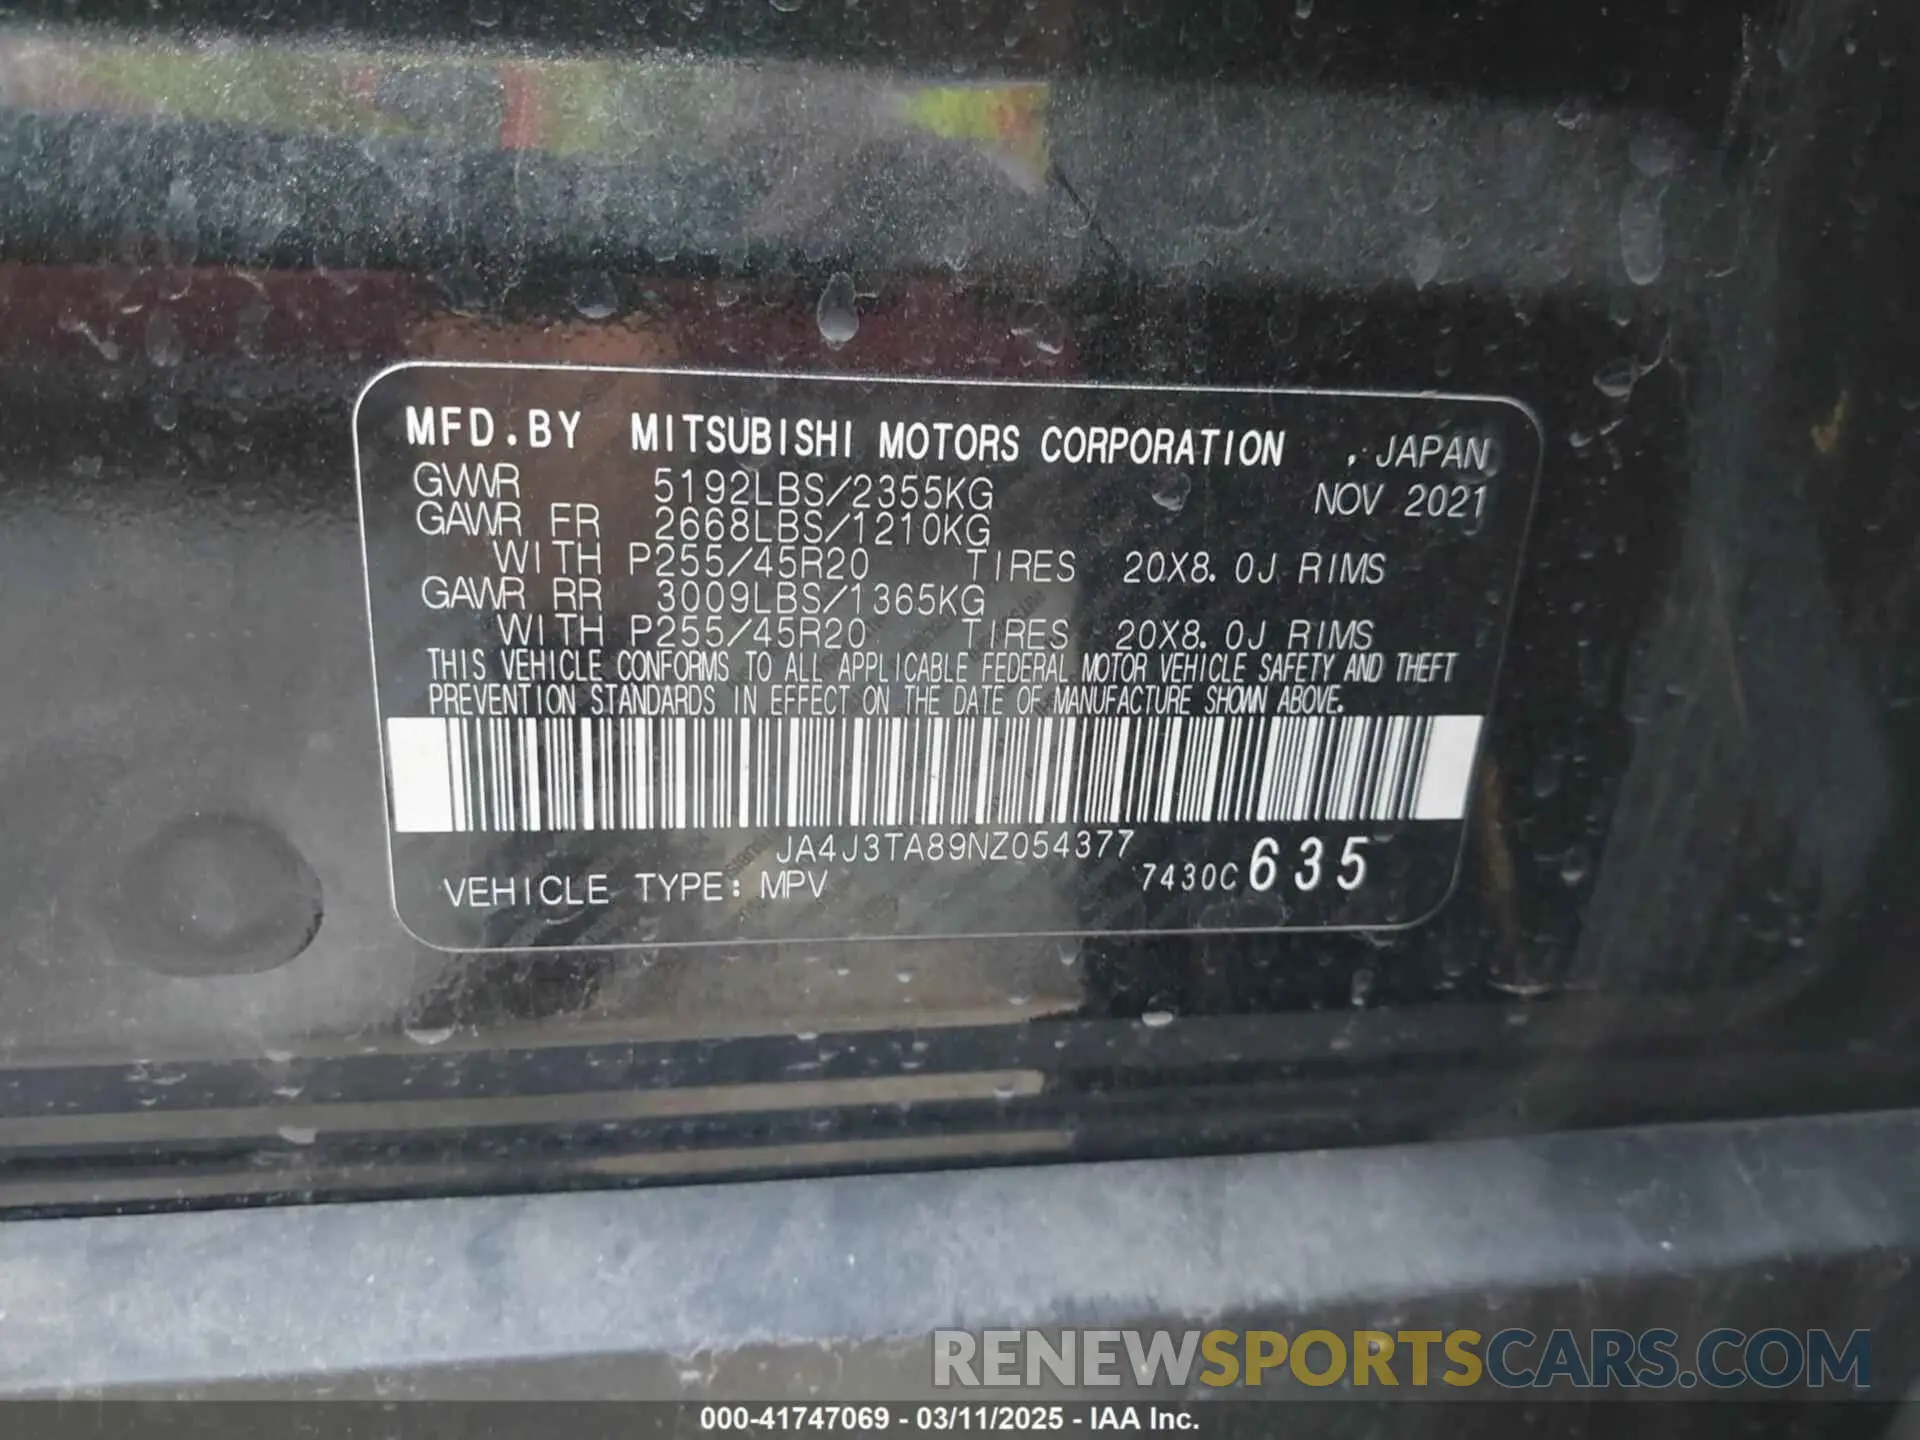 MFD.BY MITSUBISHI MOTORS CORPORATION , JAPAN
GVWR 5192LBS/2355KG NOV 2021
GAWR FR 2668LBS/1210KG
WITH P255/45R20 TIRES 20X8.0J RIMS
GAWR RR 3009LBS/1365KG
WITH P255/45R20 TIRES 20X8.0J RIMS
THIS VEHICLE CONFORMS TO ALL APPLICABLE FEDERAL MOTOR VEHICLE SAFETY AND THEFT
PREVENTION STANDARDS IN EFFECT ON THE DATE OF MANUFACTURE SHOWN ABOVE.
JA4J3TA89NZ054377
VEHICLE TYPE: MPV 7430C 635
RENEWSPORTSCARS.COM
000-41747069 - 03/11/2025 - IAA Inc.